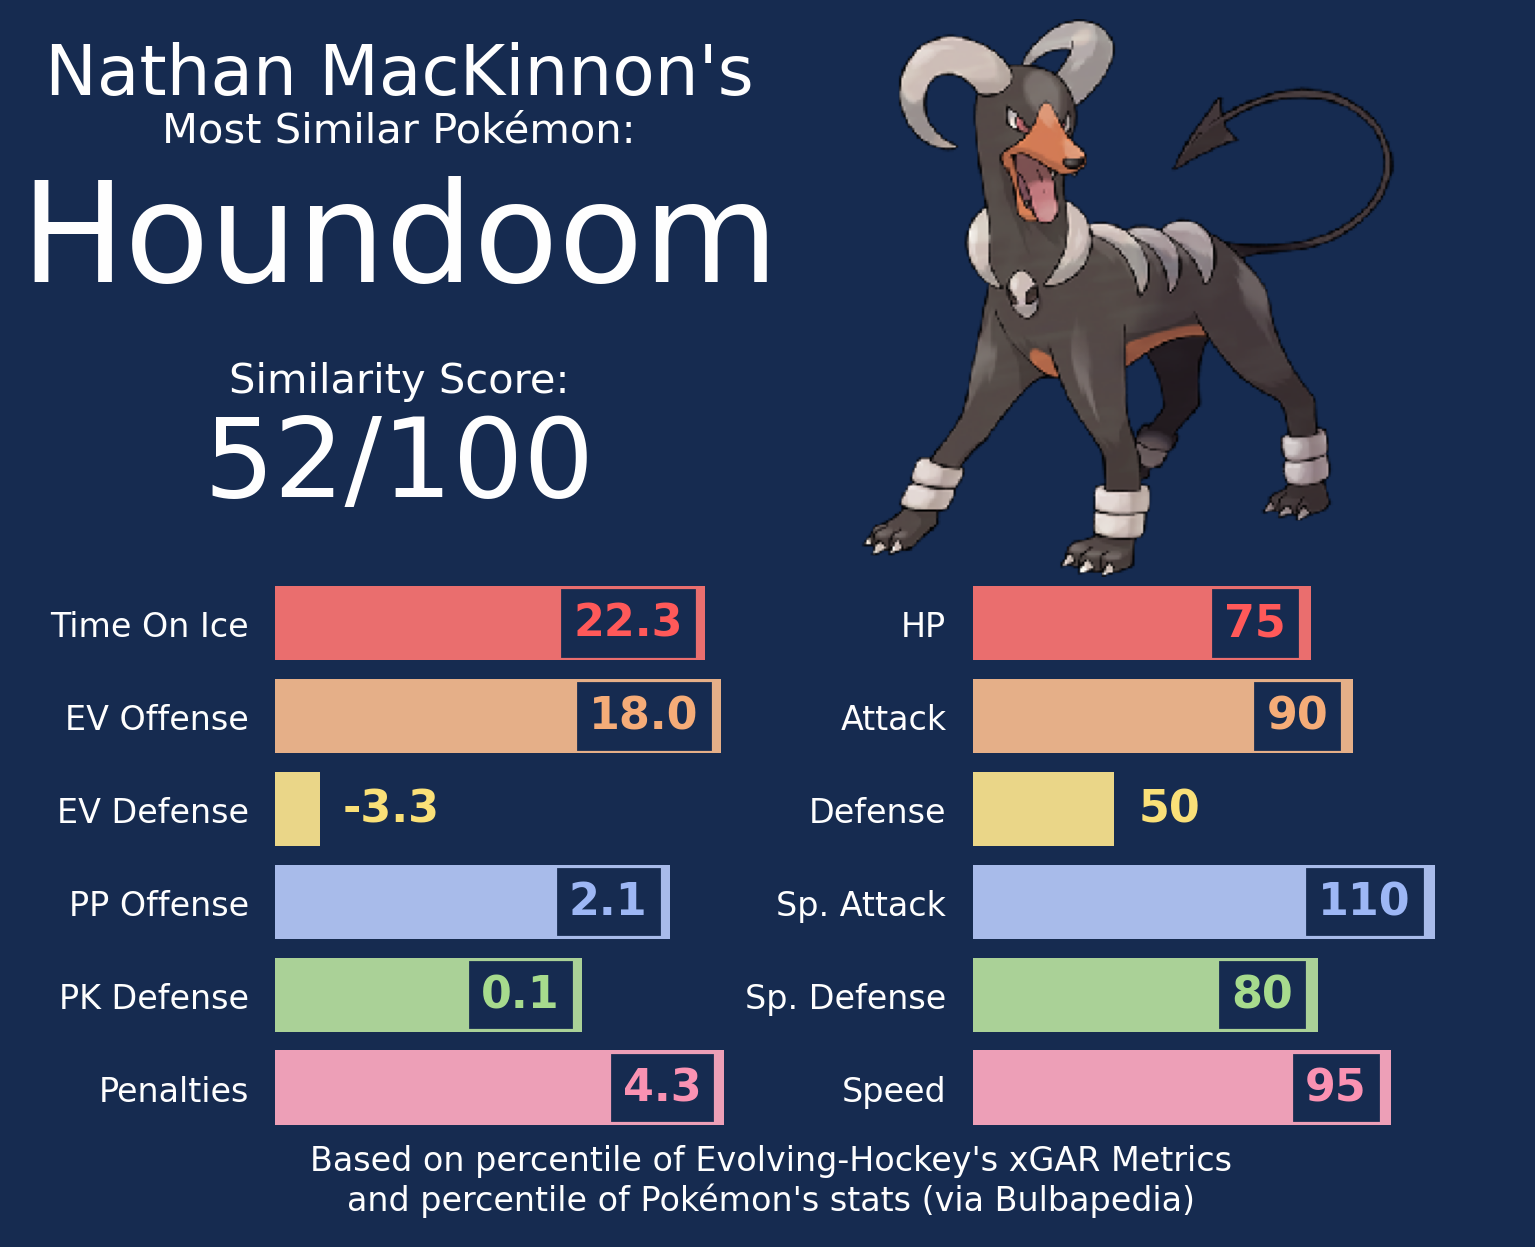 Nathan MacKinnon's
Most Similar Pokémon:
Houndoom
Similarity Score:
52/100
Time On Ice 22.3
EV Offense 18.0
EV Defense -3.3
PP Offense 2.1
PK Defense 0.1
Penalties 4.3
HP 75
Attack 90
Defense 50
Sp. Attack 110
Sp. Defense 80
Speed 95
Based on percentile of Evolving-Hockey's xGAR Metrics
and percentile of Pokémon's stats (via Bulbapedia)